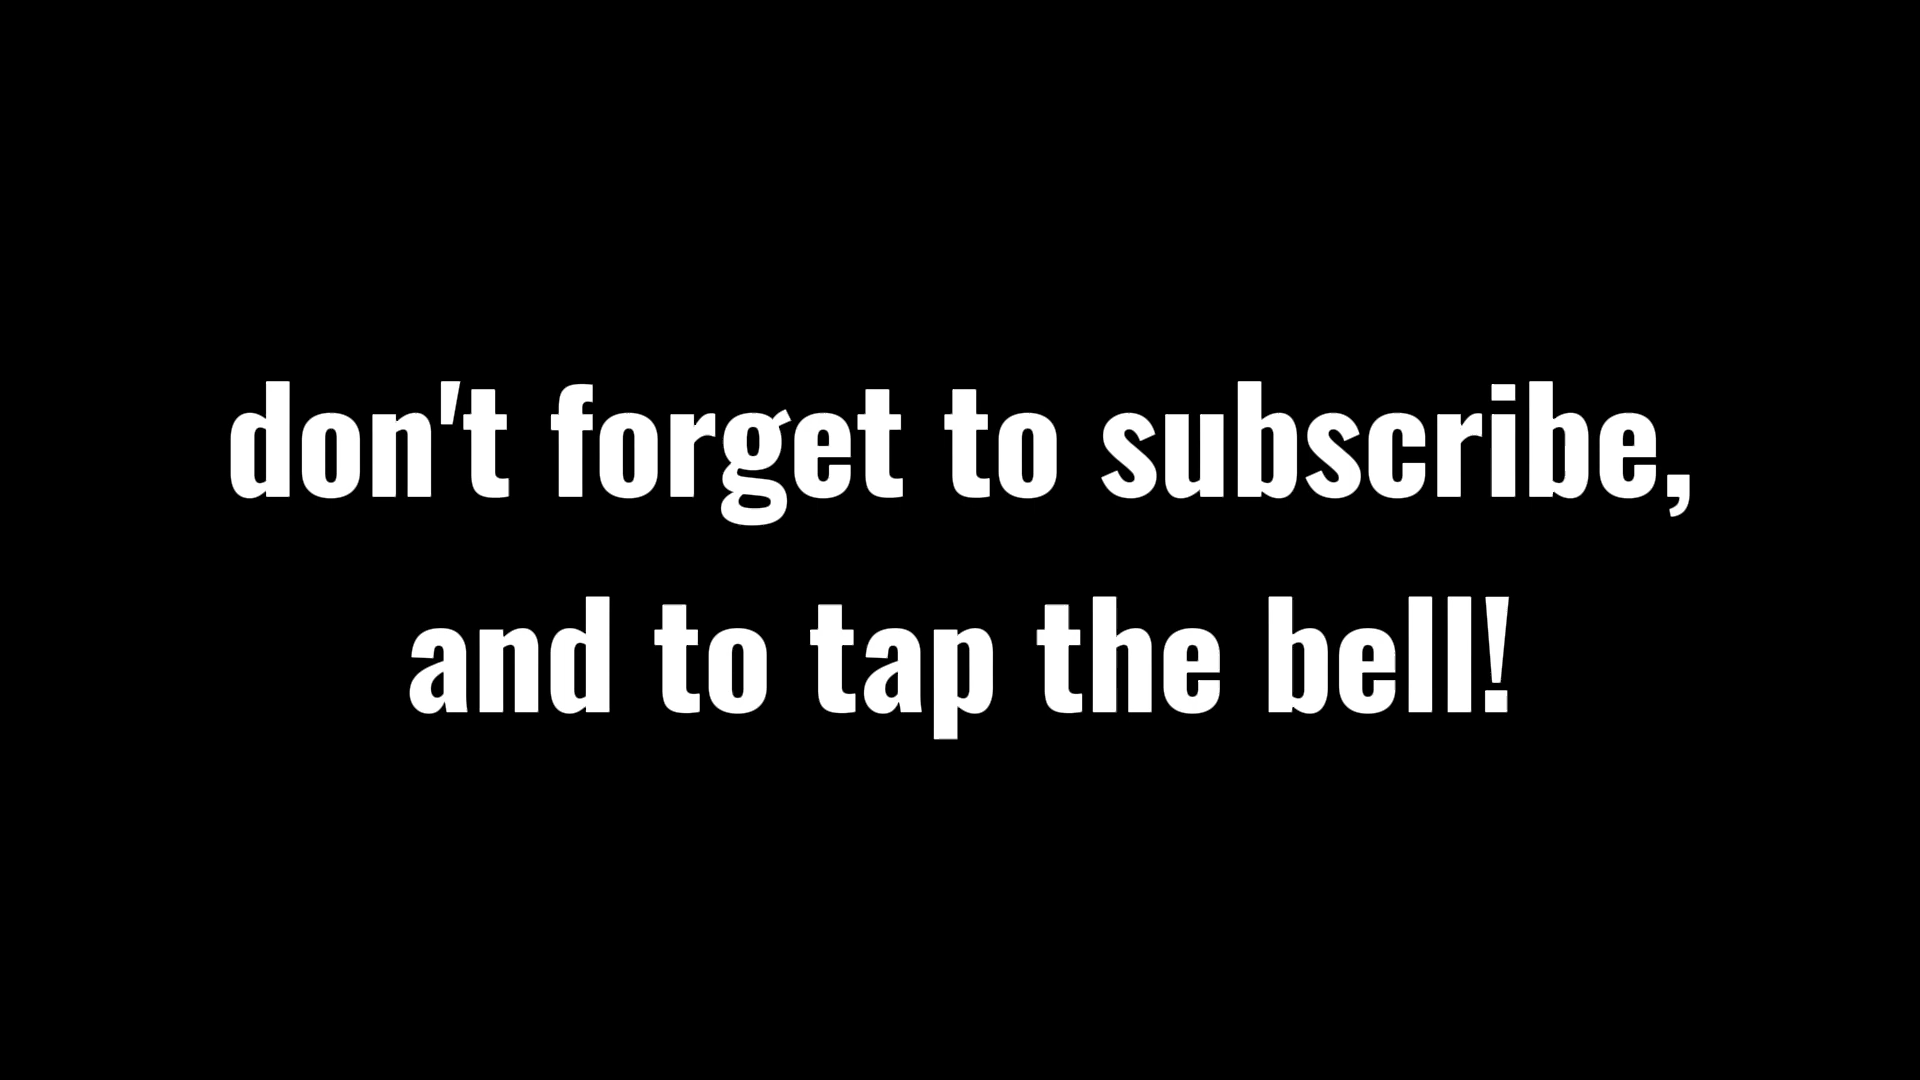 don't forget to subscribe,
and to tap the bell!